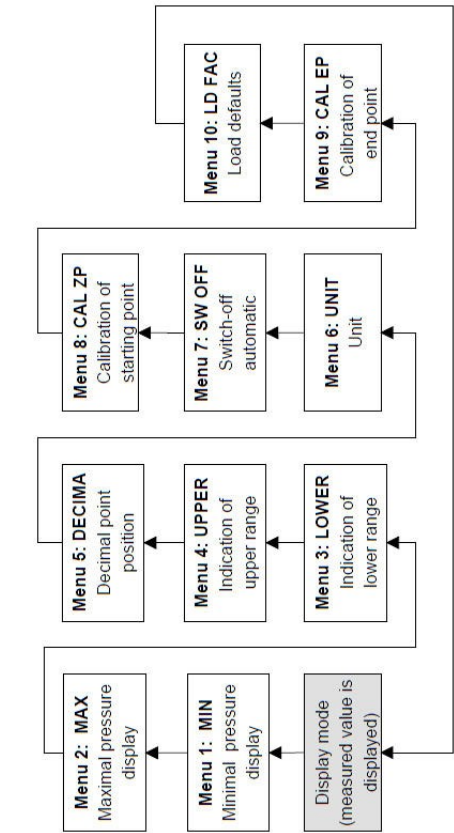 Menu 2:  MAX
Maximal pressure
display
Menu 1:  MIN
Minimal  pressure
display
Display mode
(measured value is
displayed)
Menu 5: DECIMA
Decimal point
position
Menu 4: UPPER
Indication of
upper range
Menu 3: LOWER
Indication of
lower range
Menu 8: CAL ZP
Calibration of
starting point
Menu 7: SW OFF
Switch-off
automatic
Menu 6: UNIT
Unit
Menu 10: LD FAC
Load defaults
Menu 9: CAL EP
Calibration of
end point